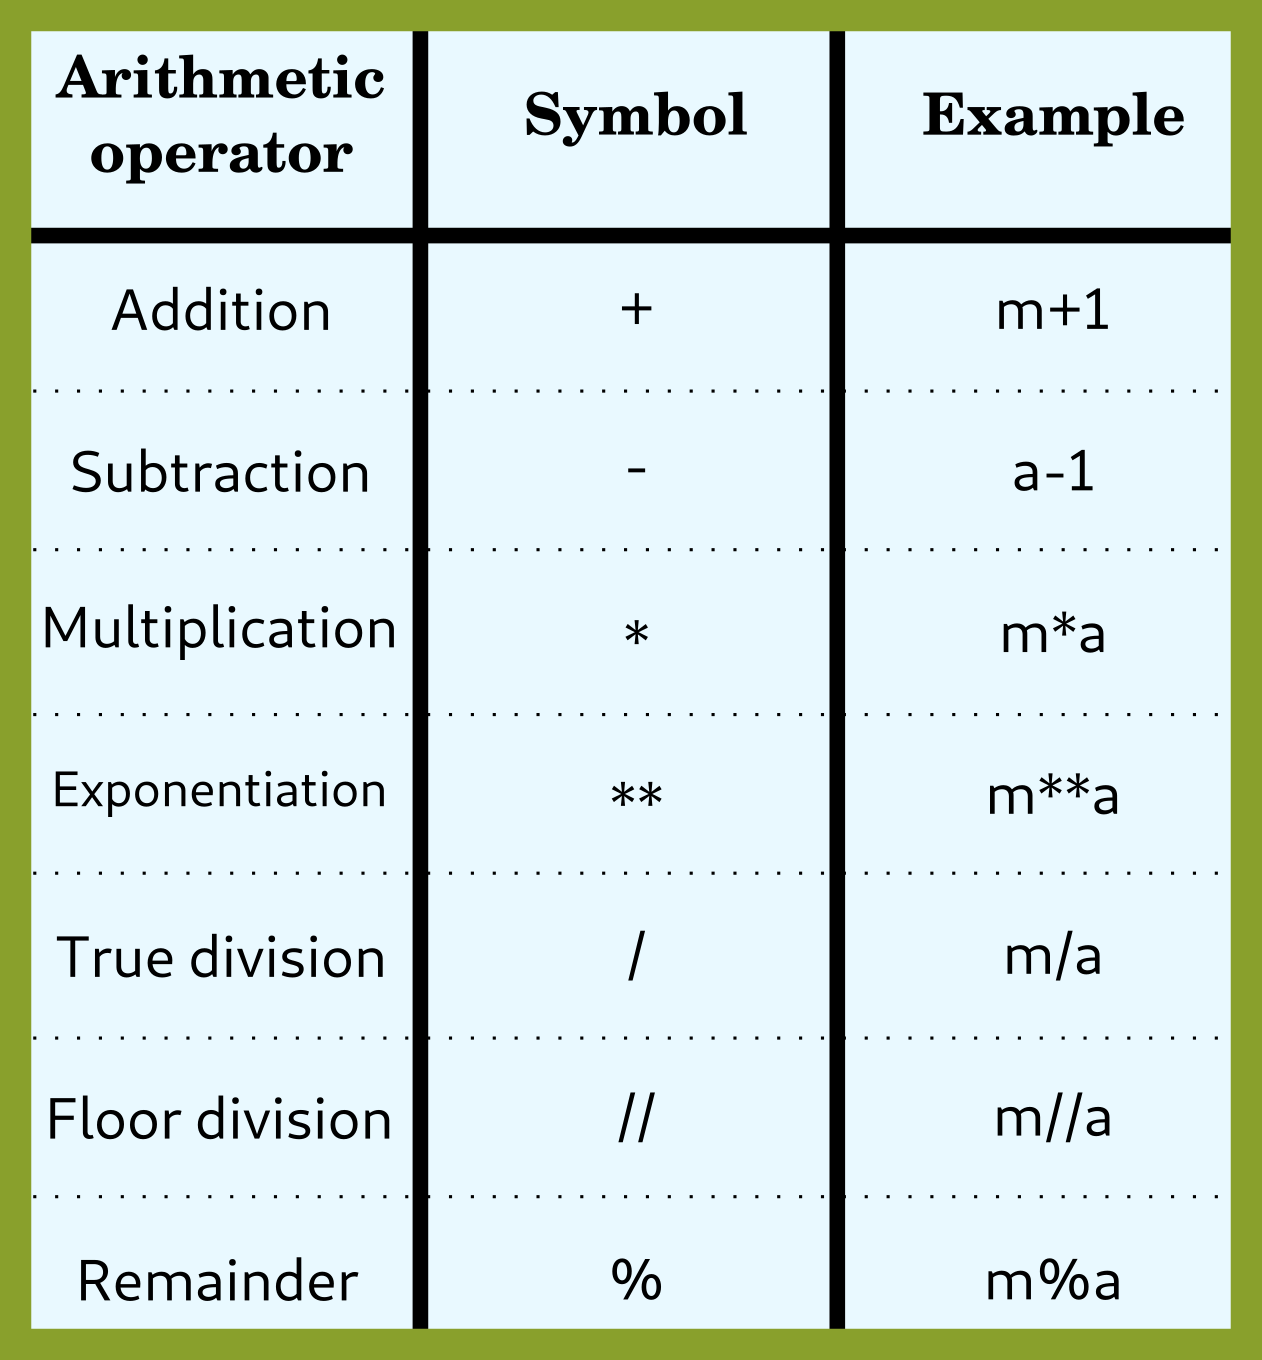 Arithmetic
operator
Symbol
Example
Addition
+
m+1
Subtraction
-
a-1
Multiplication
*
m*a
Exponentiation
**
m**a
True division
/
m/a
Floor division
//
m//a
Remainder
%
m%a